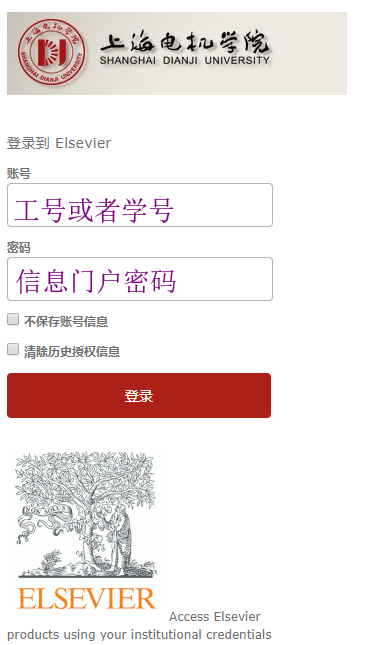 上海电机学院
SHANGHAI DIANJI UNIVERSITY
登录到 Elsevier
账号
工号或者学号
密码
信息门户密码
不保存账号信息
清除历史授权信息
登录
NON SOLUS
ELSEVIER
Access Elsevier
products using your institutional credentials